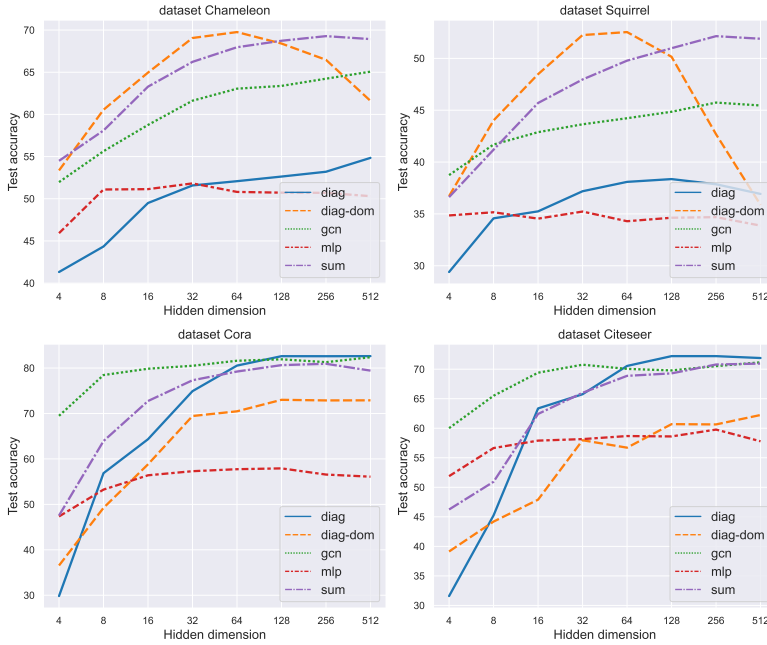 dataset Chameleon
Test accuracy
70
65
60
55
50
45
40
4 8 16 32 64 128 256 512
Hidden dimension
diag
diag-dom
gcn
mlp
sum
dataset Squirrel
Test accuracy
50
45
40
35
30
4 8 16 32 64 128 256 512
Hidden dimension
diag
diag-dom
gcn
mlp
sum
dataset Cora
Test accuracy
80
70
60
50
40
30
4 8 16 32 64 128 256 512
Hidden dimension
diag
diag-dom
gcn
mlp
sum
dataset Citeseer
Test accuracy
70
65
60
55
50
45
40
35
30
4 8 16 32 64 128 256 512
Hidden dimension
diag
diag-dom
gcn
mlp
sum